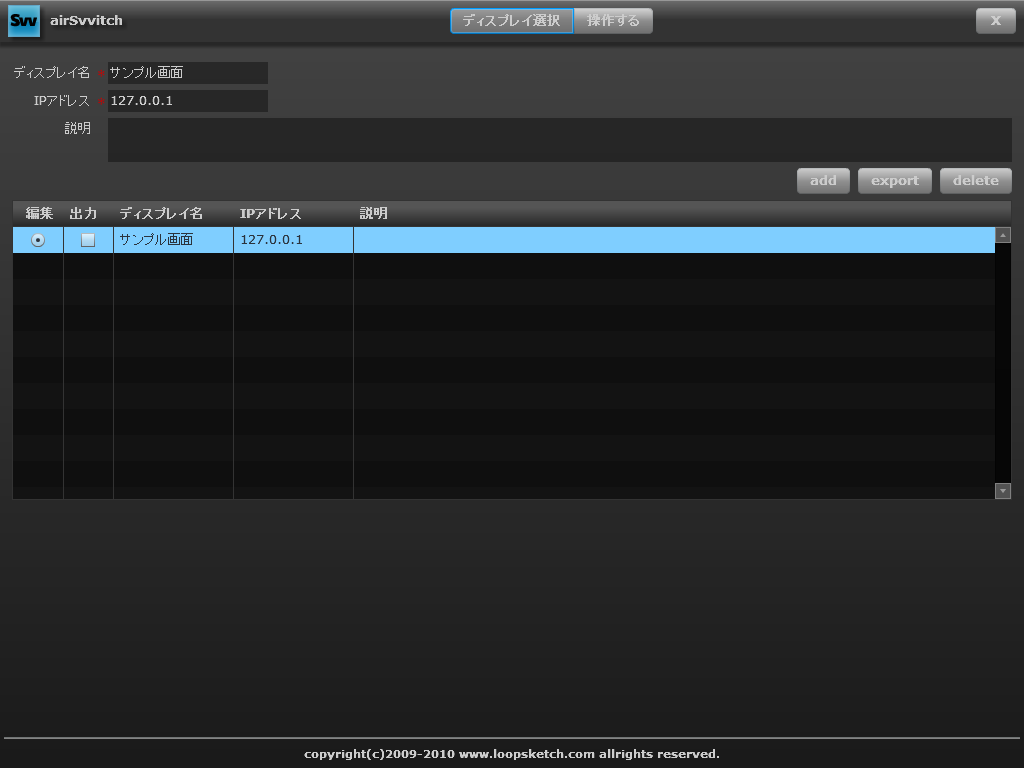 Svv airSvvitch ディスプレイ選択 操作する X
ディスプレイ名 * サンプル画面
IPアドレス * 127.0.0.1
説明
add export delete
編集 出力 ディスプレイ名 IPアドレス 説明
サンプル画面 127.0.0.1
copyright(c)2009-2010 www.loopsketch.com allrights reserved.